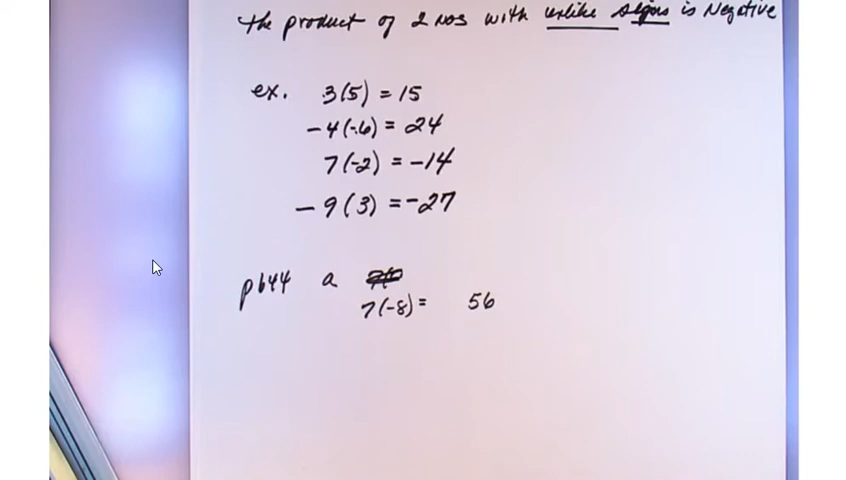 the product of 2 nos with unlike signs is Negative
ex. 3(5) = 15
-4(-6) = 24
7(-2) = -14
-9(3) = -27
p644 a
7(-8) = 56